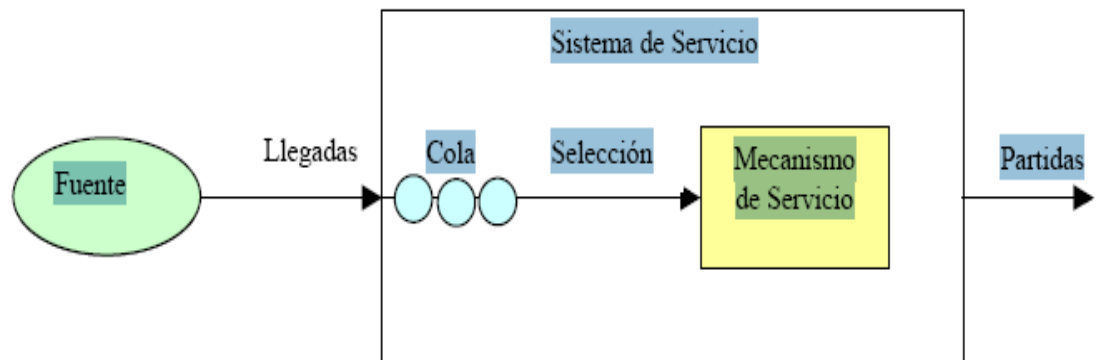 Sistema de Servicio
Fuente
Llegadas
Cola
Selección
Mecanismo
de Servicio
Partidas